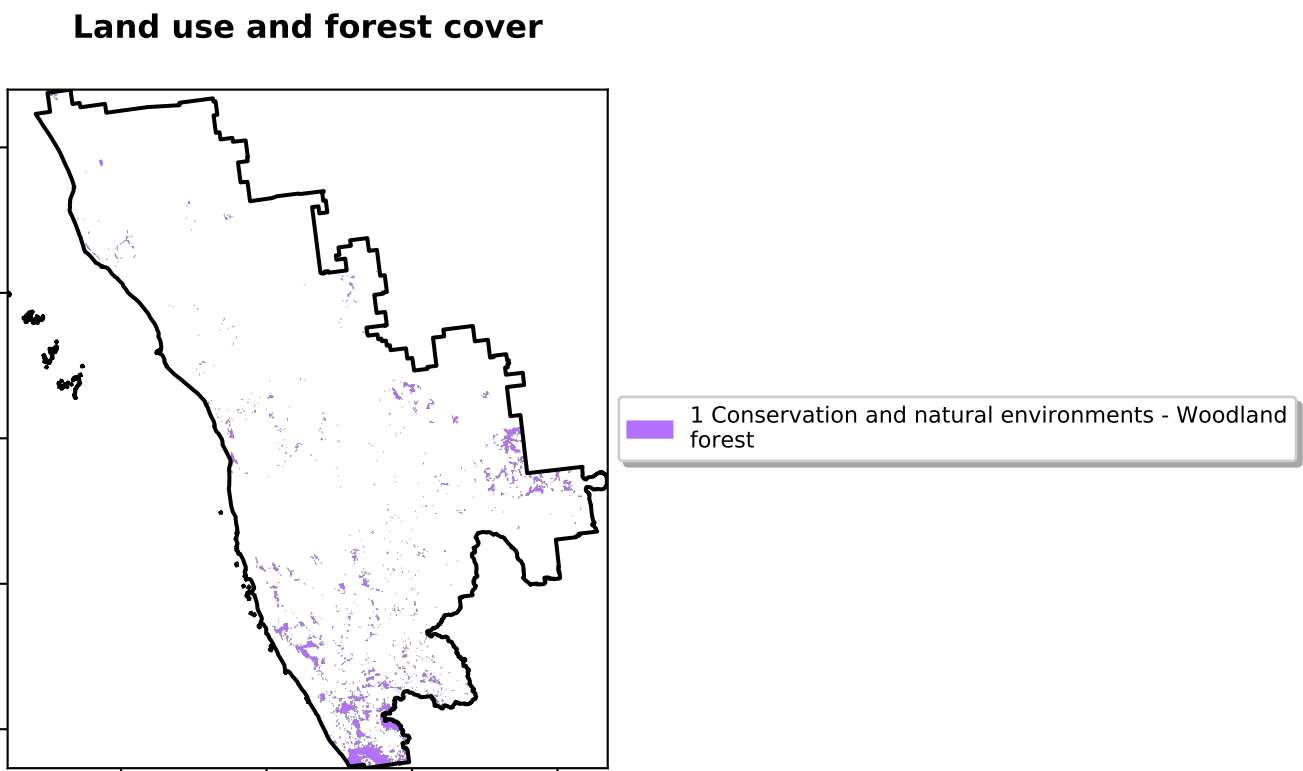 Land use and forest cover
1 Conservation and natural environments - Woodland
forest